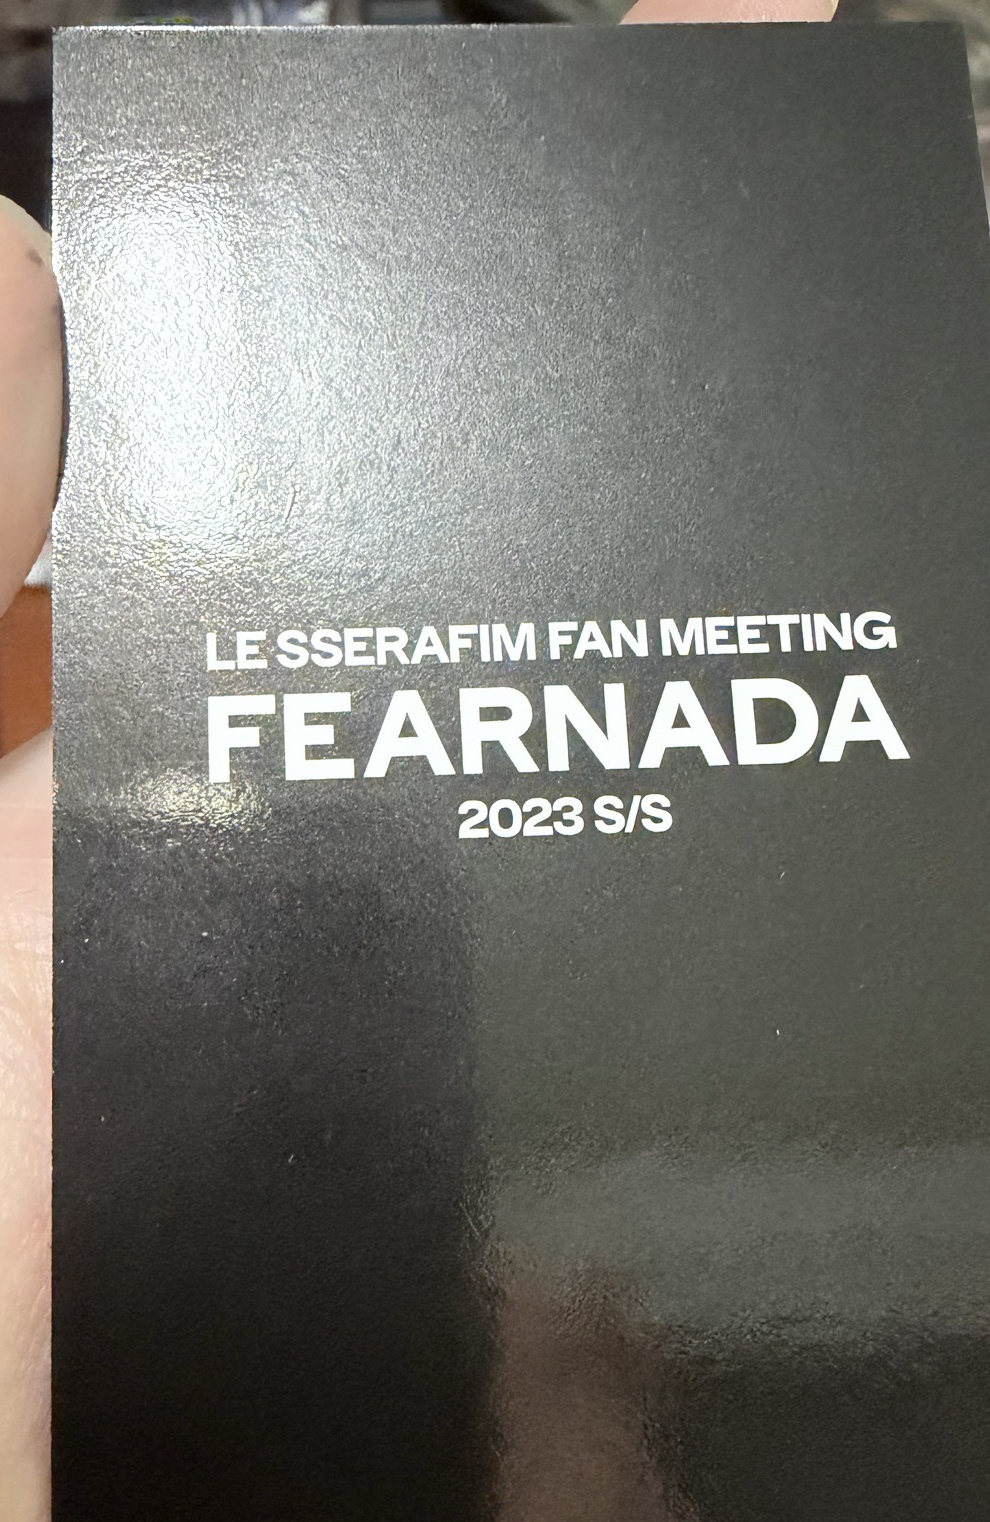 LE SSERAFIM FAN MEETING
FEARNADA
2023 S/S